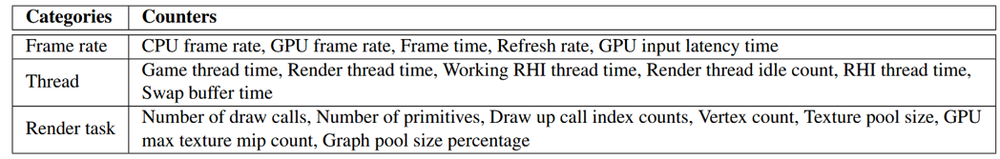 Categories Counters
Frame rate CPU frame rate, GPU frame rate, Frame time, Refresh rate, GPU input latency time
Thread Game thread time, Render thread time, Working RHI thread time, Render thread idle count, RHI thread time,
Swap buffer time
Render task Number of draw calls, Number of primitives, Draw up call index counts, Vertex count, Texture pool size, GPU
max texture mip count, Graph pool size percentage